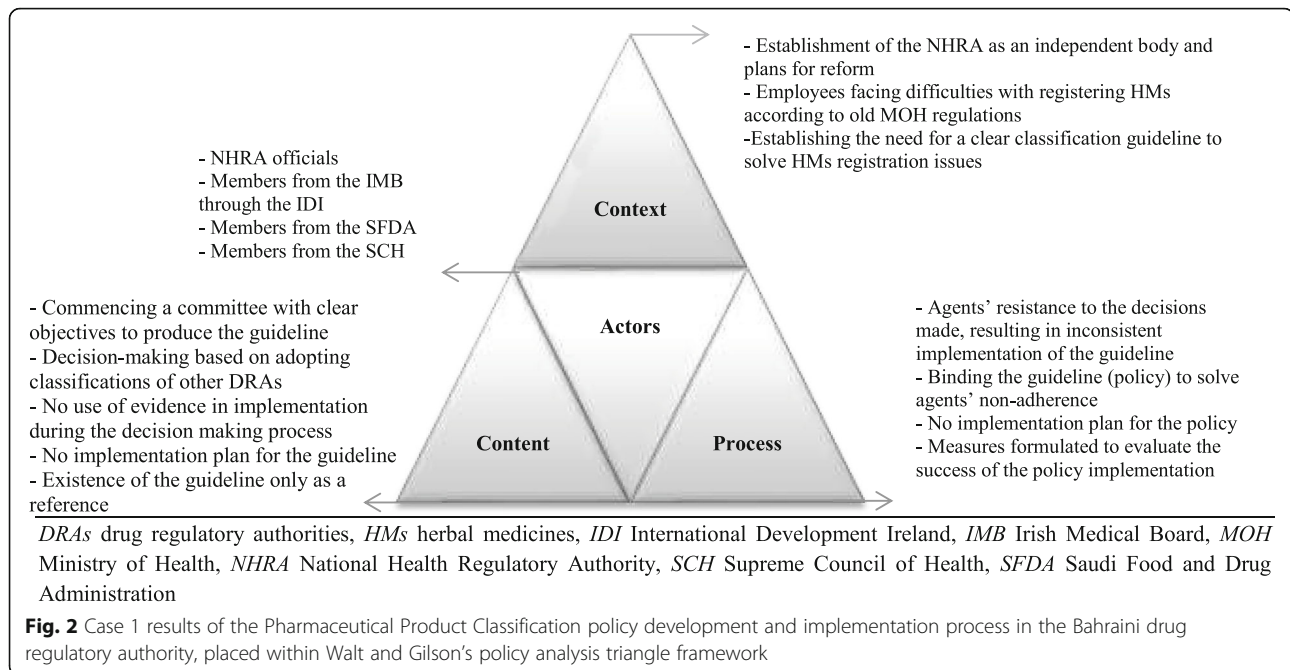 - Establishment of the NHRA as an independent body and
plans for reform
- Employees facing difficulties with registering HMs
according to old MOH regulations
-Establishing the need for a clear classification guideline to
solve HMs registration issues
- NHRA officials
- Members from the IMB
through the IDI
- Members from the SFDA
- Members from the SCH
Context
- Commencing a committee with clear
objectives to produce the guideline
- Decision-making based on adopting
classifications of other DRAs
- No use of evidence in implementation
during the decision making process
- No implementation plan for the guideline
- Existence of the guideline only as a
reference
Actors
Content
Process
- Agents' resistance to the decisions
made, resulting in inconsistent
implementation of the guideline
- Binding the guideline (policy) to solve
agents' non-adherence
- No implementation plan for the policy
- Measures formulated to evaluate the
success of the policy implementation
DRAs drug regulatory authorities, HMs herbal medicines, IDI International Development Ireland, IMB Irish Medical Board, MOH
Ministry of Health, NHRA National Health Regulatory Authority, SCH Supreme Council of Health, SFDA Saudi Food and Drug
Administration
Fig. 2 Case 1 results of the Pharmaceutical Product Classification policy development and implementation process in the Bahraini drug
regulatory authority, placed within Walt and Gilson's policy analysis triangle framework